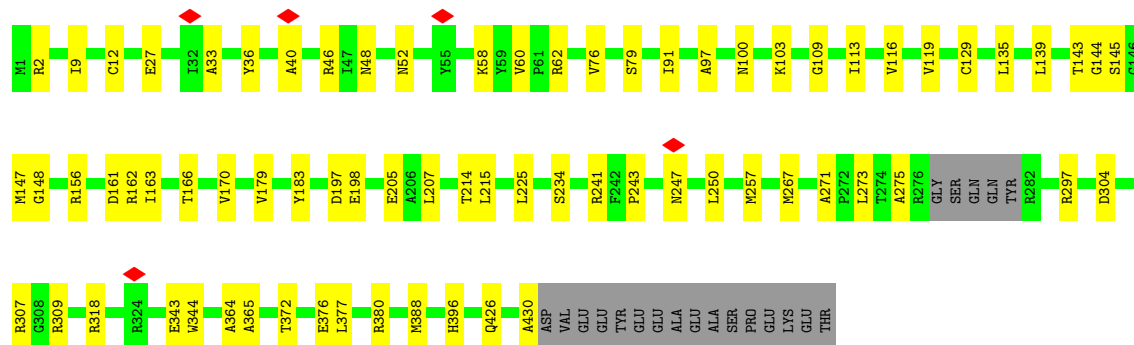 M1 R2 I9 C12 E27 I32 A33 Y36 A40 R46 I47 N48 N52 Y55 K58 Y59 V60 P61 R62 V76 S79 I91 A97 N100 K103 G109 I113 V116 V119 C129 L135 L139 T143 G144 S145 G146
M147 G148 R156 D161 R162 I163 T166 V170 V179 Y183 D197 E198 E205 A206 L207 T214 L215 L225 S234 R241 F242 P243 N247 L250 M257 M267 A271 P272 L273 T274 A275 R276 GLY SER GLN GLN TYR R282 R297 D304
R307 G308 R309 R318 R324 E343 W344 A364 A365 T372 E376 L377 R380 M388 H396 Q426 A430 ASP VAL GLU GLU TYR GLU GLU ALA GLU ALA SER PRO GLU LYS GLU THR